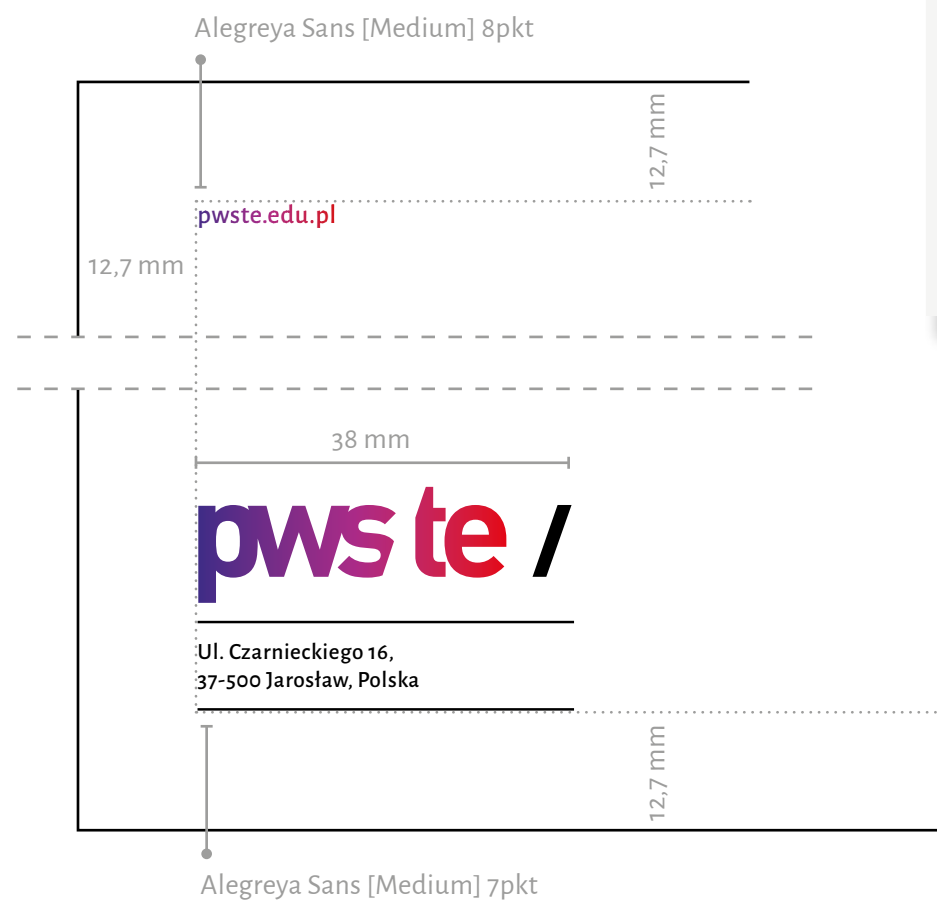 Alegreya Sans [Medium] 8pkt
12,7 mm
pwste.edu.pl
12,7 mm
38 mm
pwste /
Ul. Czarnieckiego 16,
37-500 Jarosław, Polska
12,7 mm
Alegreya Sans [Medium] 7pkt